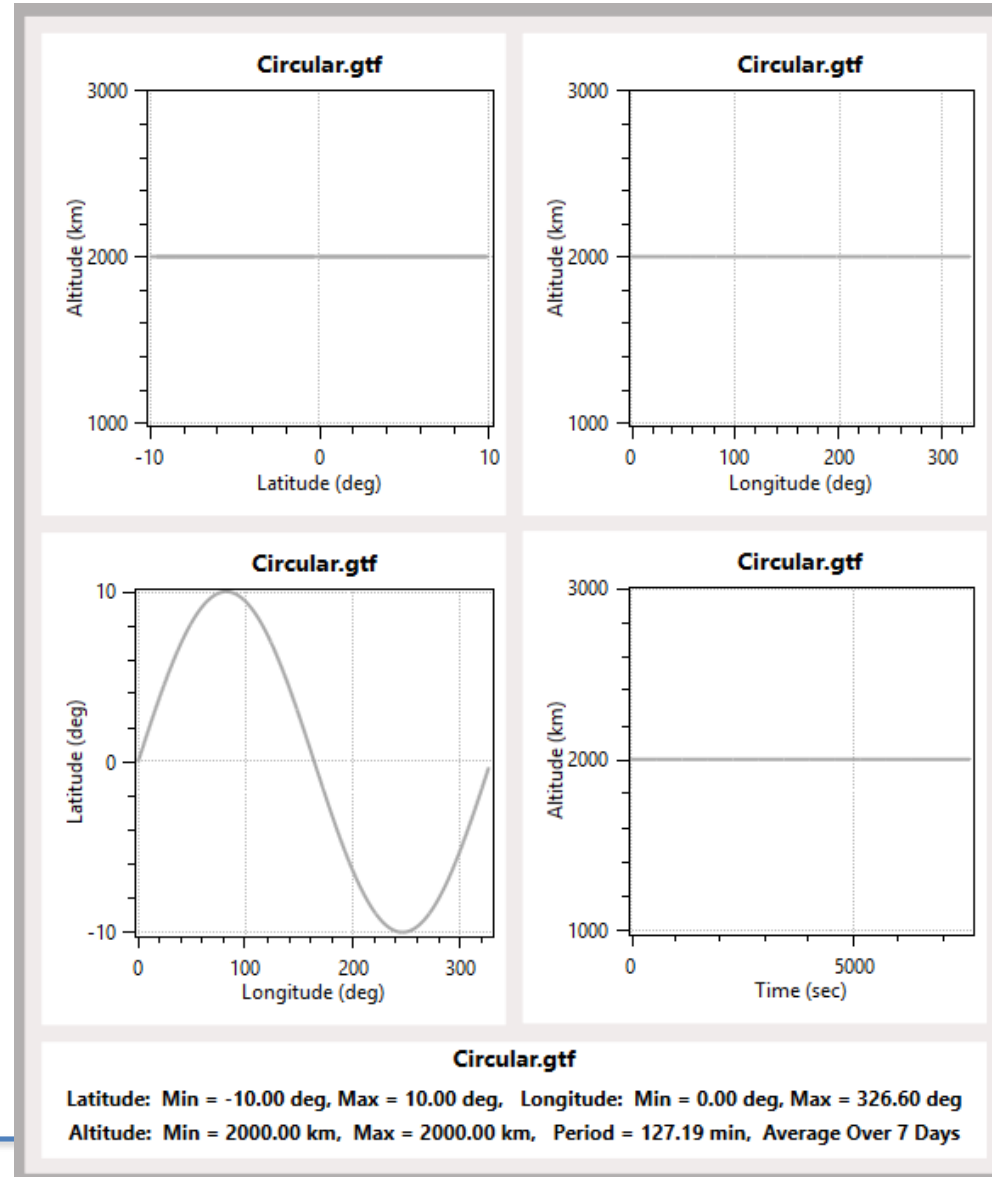 Circular.gtf
3000
2000
1000
Altitude (km)
-10 0 10
Latitude (deg)
Circular.gtf
3000
2000
1000
Altitude (km)
0 100 200 300
Longitude (deg)
Circular.gtf
10
0
-10
Latitude (deg)
0 100 200 300
Longitude (deg)
Circular.gtf
3000
2000
1000
Altitude (km)
0 5000
Time (sec)
Circular.gtf
Latitude: Min = -10.00 deg, Max = 10.00 deg, Longitude: Min = 0.00 deg, Max = 326.60 deg
Altitude: Min = 2000.00 km, Max = 2000.00 km, Period = 127.19 min, Average Over 7 Days